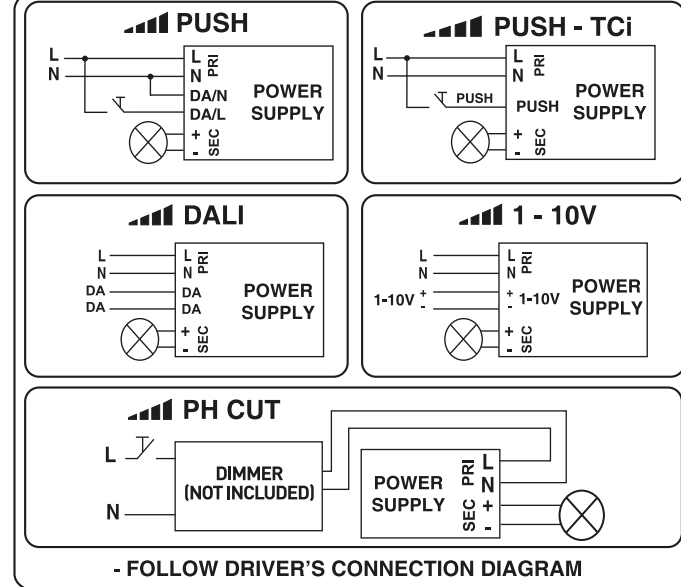 PUSH
L
N
L
N
PRI
DA/N
DA/L
+
-
SEC
POWER
SUPPLY
PUSH - TCi
L
N
L
N
PRI
PUSH
PUSH
+
-
SEC
POWER
SUPPLY
DALI
L
N
DA
DA
L
N
PRI
DA
DA
+
-
SEC
POWER
SUPPLY
1 - 10V
L
N
1-10V + -
L
N
PRI
+ - 1-10V
+
-
SEC
POWER
SUPPLY
PH CUT
L
N
DIMMER
(NOT INCLUDED)
POWER
SUPPLY
PRI
L
N
SEC
+
-
- FOLLOW DRIVER'S CONNECTION DIAGRAM